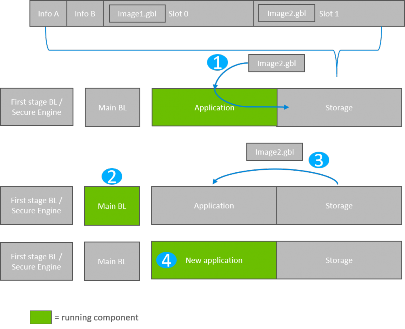 Info A
Info B
Image1.gbl
Slot 0
Image2.gbl
Slot 1
1
Image2.gbl
First stage BL /
Secure Engine
Main BL
Application
Storage
2
Image2.gbl
3
First stage BL /
Secure Engine
Main BL
Application
Storage
First stage BL /
Secure Engine
Main BL
4
New application
Storage
= running component